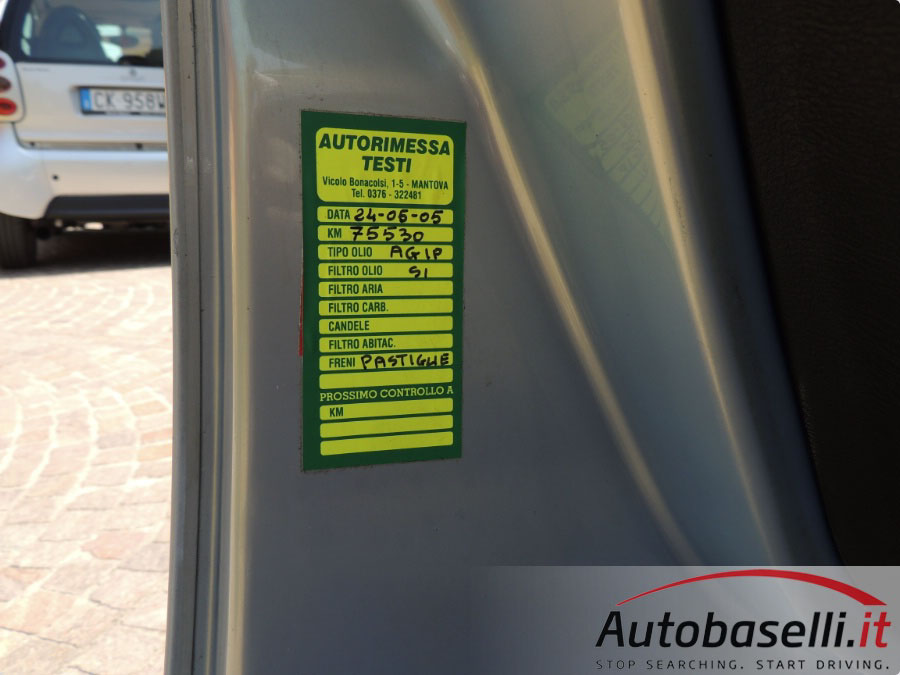 CK 958
AUTORIMESSA
TESTI
Vicolo Bonacolsi, 1-5 - MANTOVA
Tel. 0376 - 322481
DATA 24-06-05
KM 75530
TIPO OLIO AGIP
FILTRO OLIO SI
FILTRO ARIA
FILTRO CARB.
CANDELE
FILTRO ABITAC.
FRENI PASTIGLIE
PROSSIMO CONTROLLO A
KM
Autobaselli.it
STOP SEARCHING. START DRIVING.